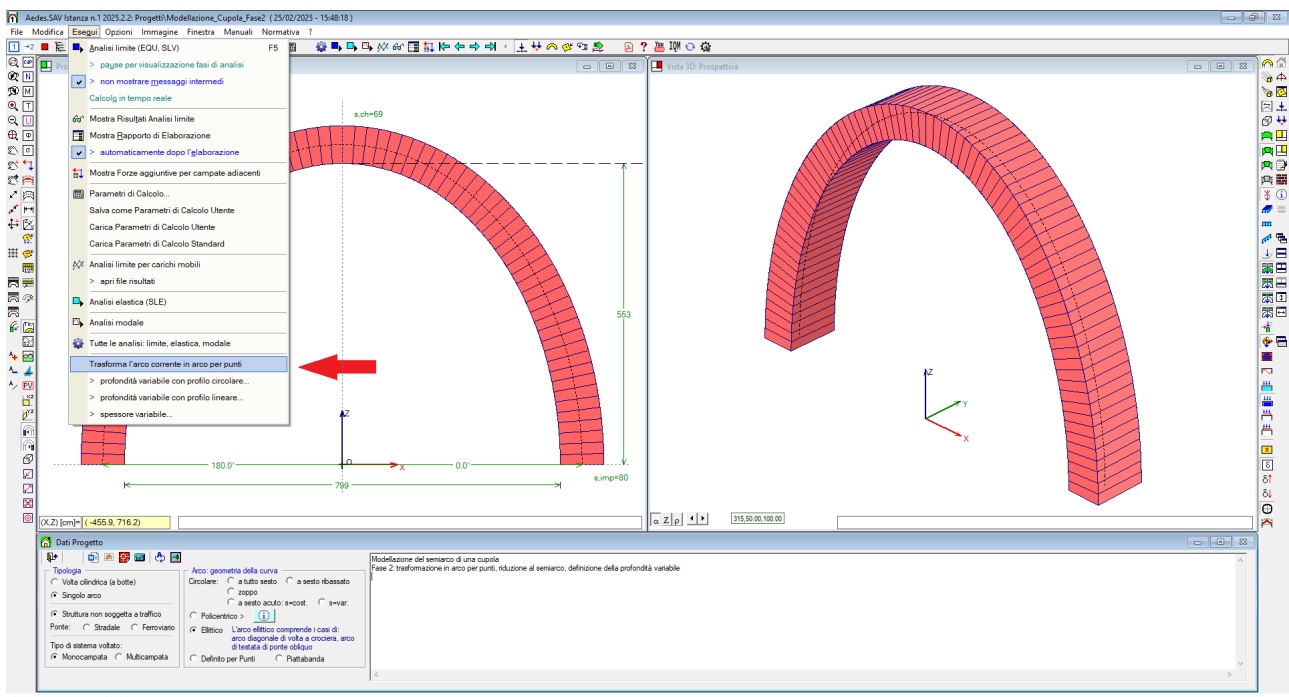 Aedes.SAV Istanza n.1 2025.2.2: Progetti\Modellazione_Cupola_Fase2 ( 25/02/2025 - 15:48:18 )
File Modifica Esegui Opzioni Immagine Finestra Manuali Normativa ?
Analisi limite (EQU, SLV) F5
> pause per visualizzazione fasi di analisi
> non mostrare messaggi intermedi
Calcolo in tempo reale
Mostra Risultati Analisi limite
Mostra Rapporto di Elaborazione
> automaticamente dopo l'elaborazione
Mostra Forze aggiuntive per campate adiacenti
Parametri di Calcolo...
Salva come Parametri di Calcolo Utente
Carica Parametri di Calcolo Utente
Carica Parametri di Calcolo Standard
Analisi limite per carichi mobili
> apri file risultati
Analisi elastica (SLE)
Analisi modale
Tutte le analisi: limite, elastica, modale
Trasforma l'arco corrente in arco per punti
> profondità variabile con profilo circolare...
> profondità variabile con profilo lineare...
> spessore variabile...
s,ch=69
553
Z
O
X
180.0°
0.0°
799
s,imp=80
(X,Z) [cm]= (-455.9, 716.2)
Vista 3D: Prospettiva
Z
Y
X
α Z ρ
315,50.00,100.00
Dati Progetto
Tipologia
Volta cilindrica (a botte)
Singolo arco
Struttura non soggetta a traffico
Ponte: Stradale Ferroviario
Tipo di sistema voltato:
Monocampata Multicampata
Arco: geometria della curva
Circolare: a tutto sesto a sesto ribassato
zoppo
a sesto acuto: s=cost. s=var.
Policentrico >
Ellittico L'arco ellittico comprende i casi di:
arco diagonale di volta a crociera, arco
di testata di ponte obliquo
Definito per Punti Piattabanda
Modellazione del semiarco di una cupola
Fase 2: trasformazione in arco per punti, riduzione al semiarco, definizione della profondità variabile